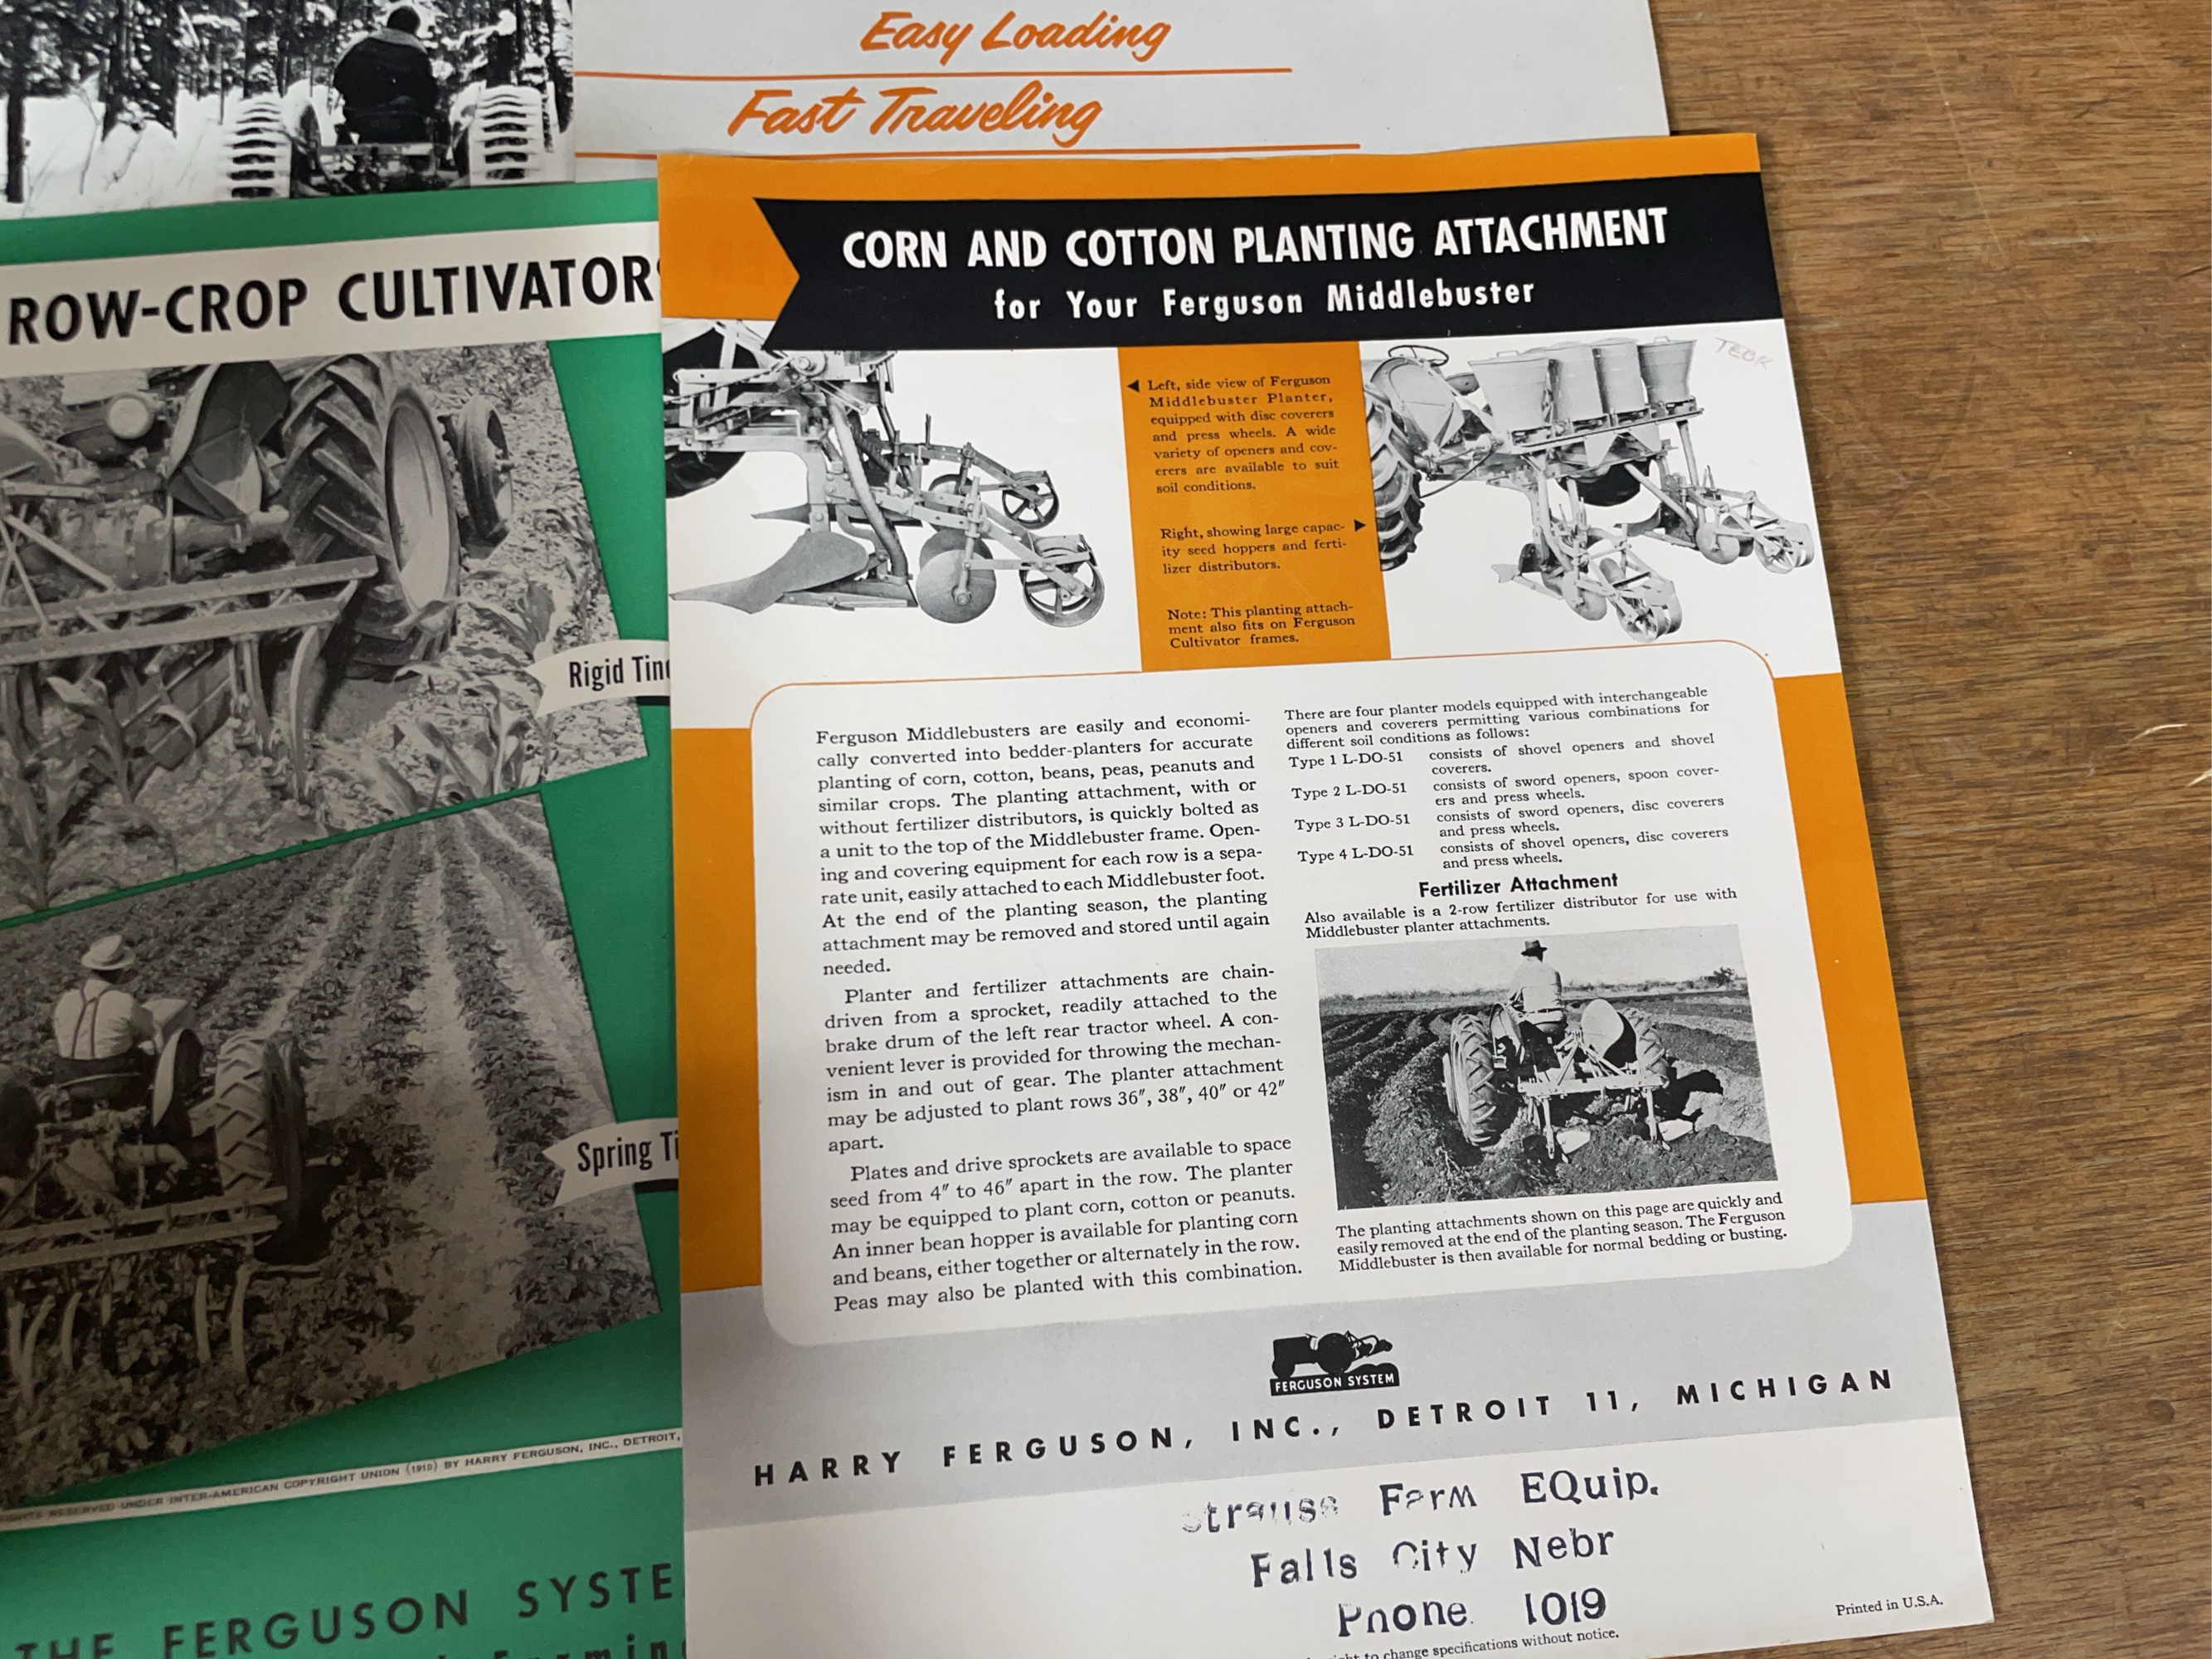 Easy Loading
Fast Traveling
ROW-CROP CULTIVATOR
Rigid
Spring
RESERVED UNDER INTER-AMERICAN COPYRIGHT UNION (1910) BY HARRY FERGUSON, INC., DETROIT,
THE FERGUSON SYSTE
CORN AND COTTON PLANTING ATTACHMENT
for Your Ferguson Middlebuster
Left, side view of Ferguson
Middlebuster Planter,
equipped with disc coverers
and press wheels. A wide
variety of openers and cov-
erers are available to suit
soil conditions.
Right, showing large capac-
ity seed hoppers and ferti-
lizer distributors.
Note: This planting attach-
ment also fits on Ferguson
Cultivator frames.
Ferguson Middlebusters are easily and economi-
cally converted into bedder-planters for accurate
planting of corn, cotton, beans, peas, peanuts and
similar crops. The planting attachment, with or
without fertilizer distributors, is quickly bolted as
a unit to the top of the Middlebuster frame. Open-
ing and covering equipment for each row is a sepa-
rate unit, easily attached to each Middlebuster foot.
At the end of the planting season, the planting
attachment may be removed and stored until again
needed.
Planter and fertilizer attachments are chain-
driven from a sprocket, readily attached to the
brake drum of the left rear tractor wheel. A con-
venient lever is provided for throwing the mechan-
ism in and out of gear. The planter attachment
may be adjusted to plant rows 36″, 38″, 40″ or 42″
apart.
Plates and drive sprockets are available to space
seed from 4″ to 46″ apart in the row. The planter
may be equipped to plant corn, cotton or peanuts.
An inner bean hopper is available for planting corn
and beans, either together or alternately in the row.
Peas may also be planted with this combination.
There are four planter models equipped with interchangeable
openers and coverers permitting various combinations for
different soil conditions as follows:
Type 1 L-DO-51 consists of shovel openers and shovel
coverers.
Type 2 L-DO-51 consists of sword openers, spoon cover-
ers and press wheels.
Type 3 L-DO-51 consists of sword openers, disc coverers
and press wheels.
Type 4 L-DO-51 consists of shovel openers, disc coverers
and press wheels.
Fertilizer Attachment
Also available is a 2-row fertilizer distributor for use with
Middlebuster planter attachments.
The planting attachments shown on this page are quickly and
easily removed at the end of the planting season. The Ferguson
Middlebuster is then available for normal bedding or busting.
FERGUSON SYSTEM
HARRY FERGUSON, INC., DETROIT 11, MICHIGAN
Strauss Farm EQuip.
Falls City Nebr
Phone 1019
to change specifications without notice.
Printed in U.S.A.